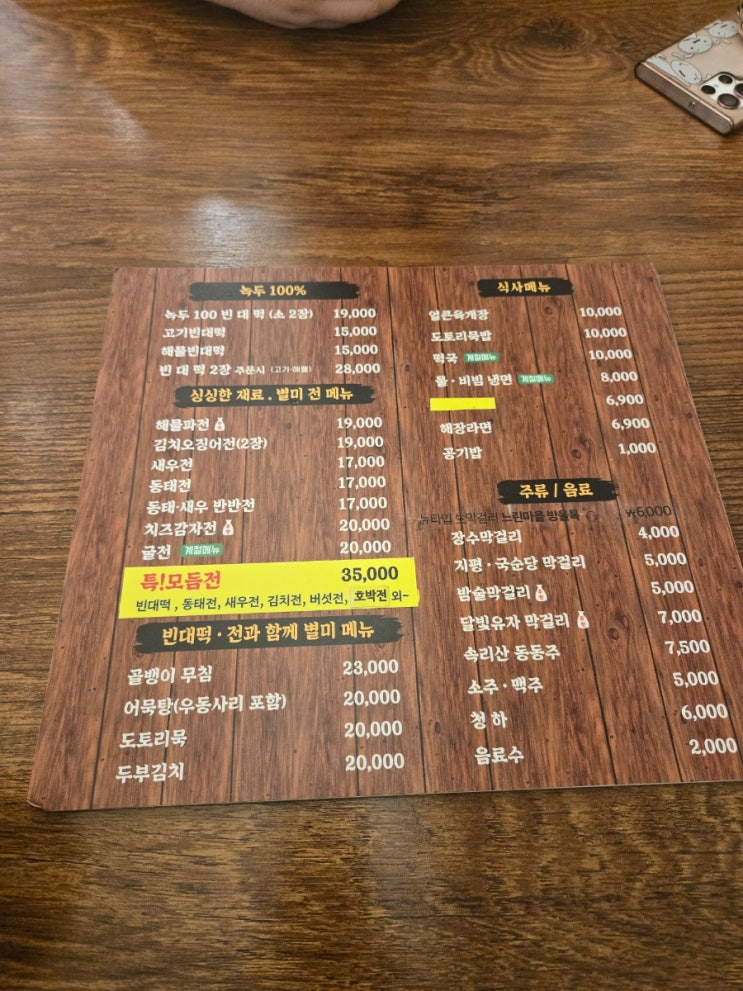 녹두 100%
녹두 100 빈 대 떡 (소 2장) 19,000
고기빈대떡 15,000
해물빈대떡 15,000
빈 대 떡 2장 주문시 (고기·해물) 28,000
싱싱한 재료 . 별미 전 메뉴
해물파전 19,000
김치오징어전(2장) 19,000
새우전 17,000
동태전 17,000
동태·새우 반반전 17,000
치즈감자전 20,000
굴전 계절메뉴 20,000
특!모듬전 35,000
빈대떡 , 동태전, 새우전, 김치전, 버섯전, 호박전 외~
빈대떡 · 전과 함께 별미 메뉴
골뱅이 무침 23,000
어묵탕(우동사리 포함) 20,000
도토리묵 20,000
두부김치 20,000
식사메뉴
얼큰육개장 10,000
도토리묵밥 10,000
떡국 계절메뉴 10,000
물·비빔 냉면 계절메뉴 8,000
6,900
해장라면 6,900
공기밥 1,000
주류 / 음료
느린마을 방울톡 ₩6,000
장수막걸리 4,000
지평·국순당 막걸리 5,000
밤술막걸리 5,000
달빛유자 막걸리 7,000
속리산 동동주 7,500
소주·맥주 5,000
청 하 6,000
음료수 2,000